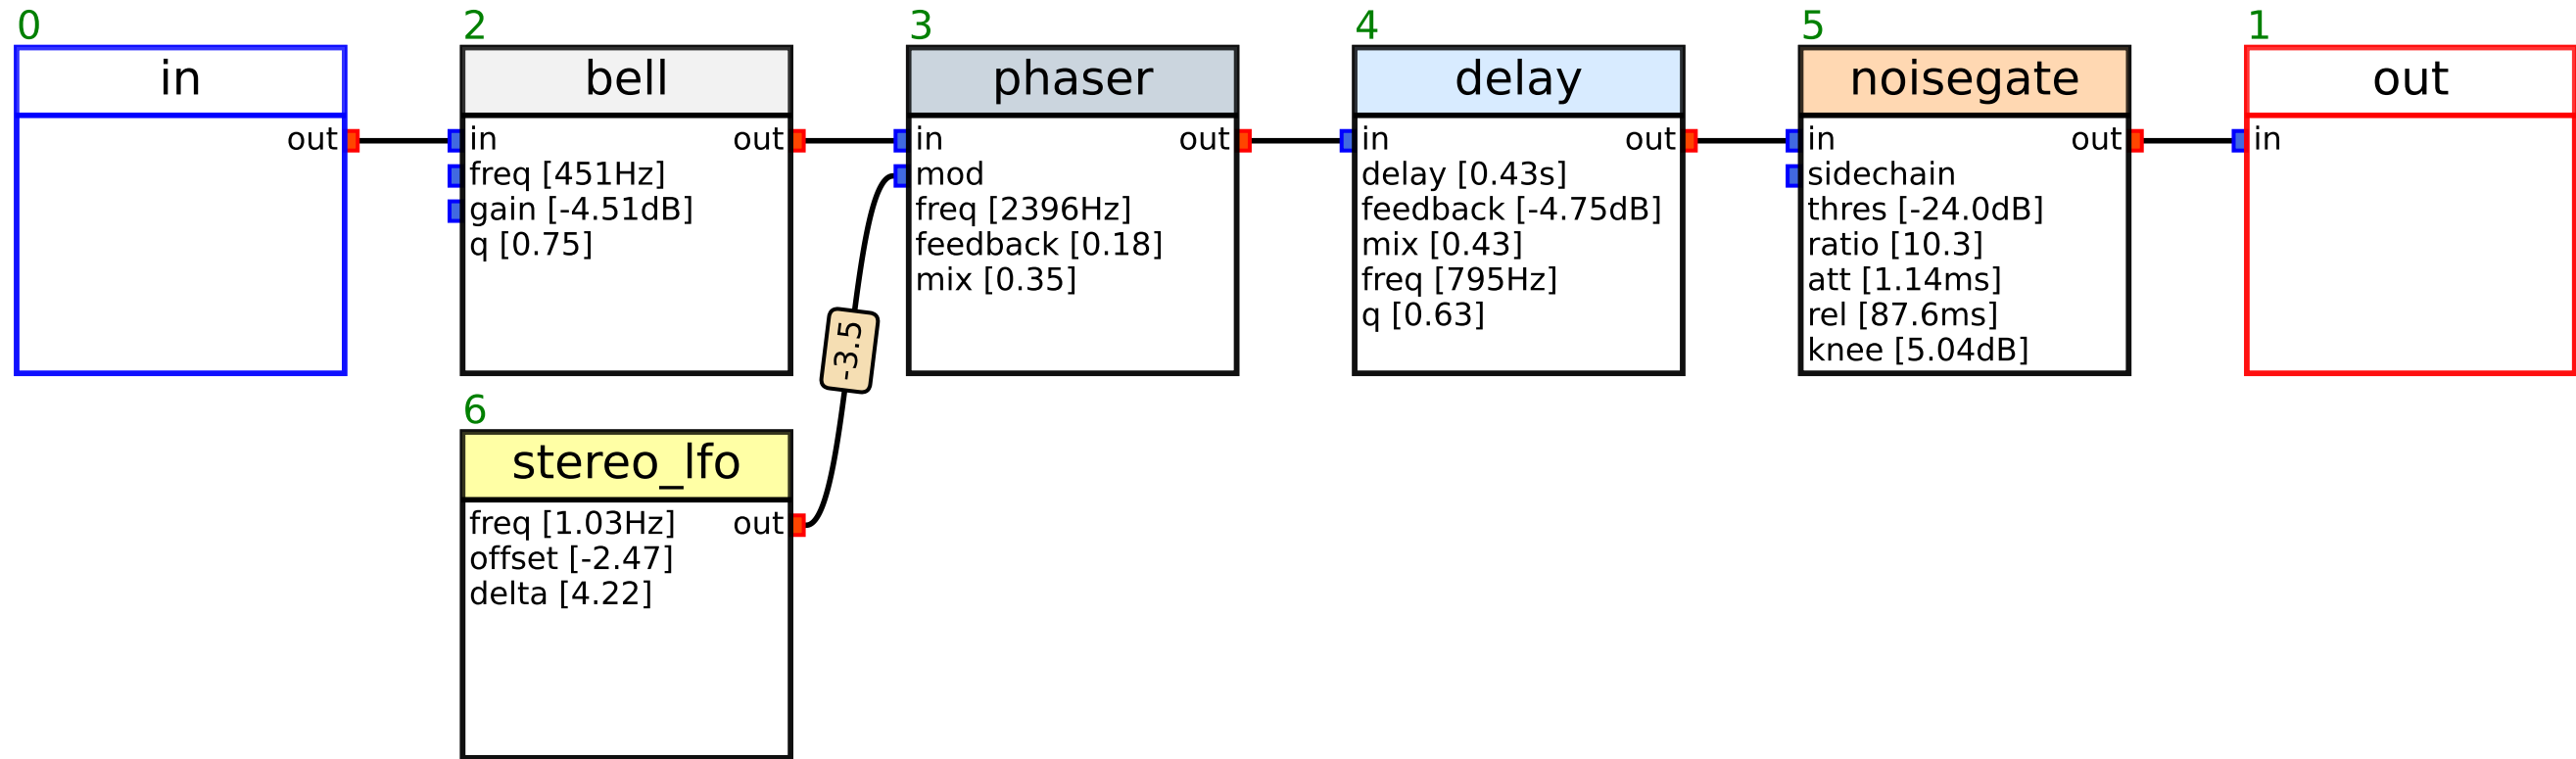 0
in
out
2
bell
in out
freq [451Hz]
gain [-4.51dB]
q [0.75]
3
phaser
in out
mod
freq [2396Hz]
feedback [0.18]
mix [0.35]
4
delay
in out
delay [0.43s]
feedback [-4.75dB]
mix [0.43]
freq [795Hz]
q [0.63]
5
noisegate
in out
sidechain
thres [-24.0dB]
ratio [10.3]
att [1.14ms]
rel [87.6ms]
knee [5.04dB]
1
out
in
-3.5
6
stereo_lfo
freq [1.03Hz] out
offset [-2.47]
delta [4.22]